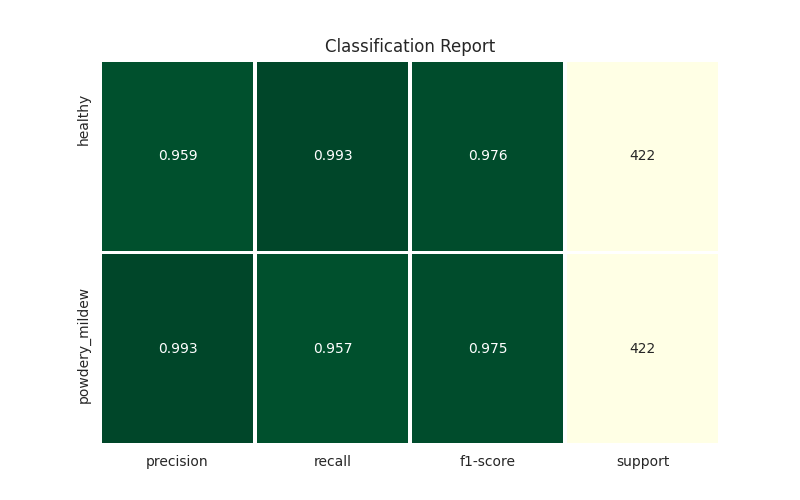 Classification Report
healthy
0.959 0.993 0.976 422
powdery_mildew
0.993 0.957 0.975 422
precision recall f1-score support